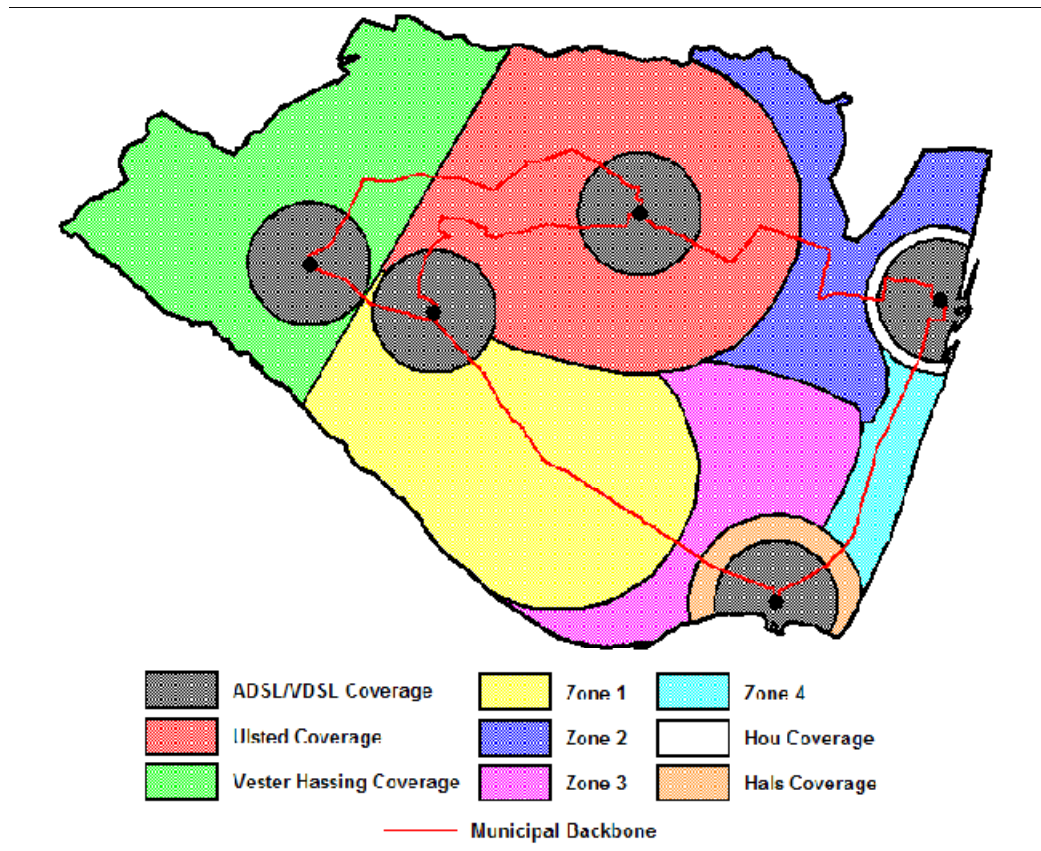 ADSL/VDSL Coverage
Zone 1
Zone 4
Ulsted Coverage
Zone 2
Hou Coverage
Vester Hassing Coverage
Zone 3
Hals Coverage
Municipal Backbone